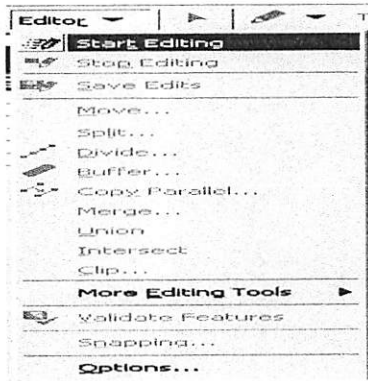 Editor
Start Editing
Stop Editing
Save Edits
Move...
Split...
Divide...
Buffer...
Copy Parallel...
Merge...
Union
Intersect
Clip...
More Editing Tools
Validate Features
Snapping...
Options...